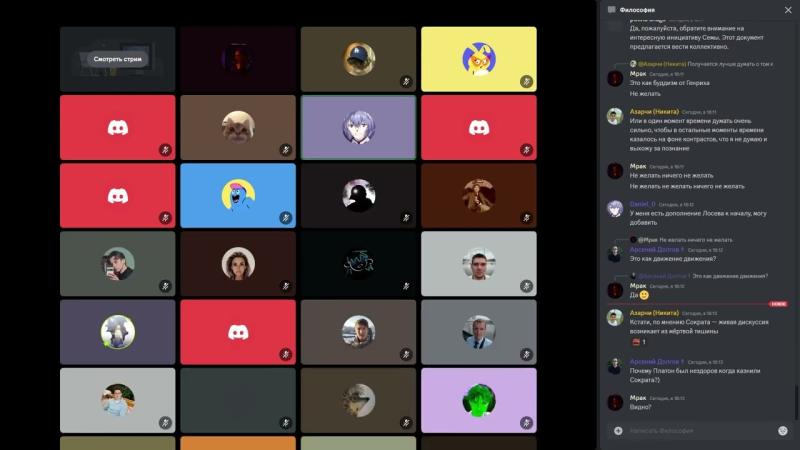 Смотреть стрим
Философия
Да, пожалуйста, обратите внимание на
интересную инициативу Семы. Этот документ
предлагается вести коллективно.
@Азарчи (Никита) Получается лучше думать о том к
Мрак Сегодня, в 18:11
Это как буддизм от Генриха
Не желать
Азарчи (Никита) Сегодня, в 18:11
Или в один момент времени думать очень
сильно, чтобы в остальные моменты времени
казалось на фоне контрастов, что я не думаю и
выхожу за познание
Мрак Сегодня, в 18:11
Не желать ничего не желать
Не желать не желать ничего не желать
Daniel_0 Сегодня, в 18:12
У меня есть дополнение Лосева к началу, могу
добавить
@Мрак Не желать ничего не желать
Арсений Долгов Сегодня, в 18:12
Это как движение движения?
@Арсений Долгов Это как движение движения?
Мрак Сегодня, в 18:12
Да
НОВОЕ
Азарчи (Никита) Сегодня, в 18:13
Кстати, по мнению Сократа — живая дискуссия
возникает из мёртвой тишины
1
Арсений Долгов Сегодня, в 18:13
Почему Платон был нездоров когда казнили
Сократа?)
Мрак Сегодня, в 18:13
Видно?
Написать Философия